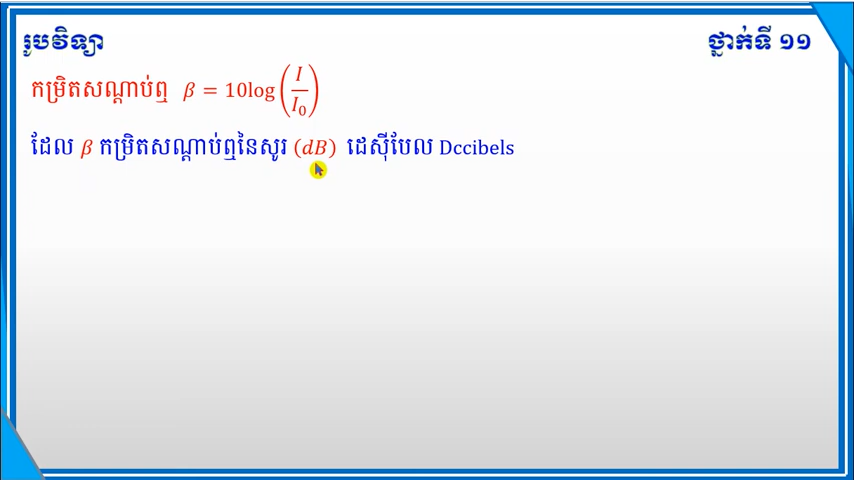 រូបវិទ្យា
ថ្នាក់ទី ១១
កម្រិតសណ្តាប់ឮ β = 10log(I/I₀)
ដែល β កម្រិតសណ្តាប់ឮនៃសូរ (dB) ដេស៊ីបែល Dccibels